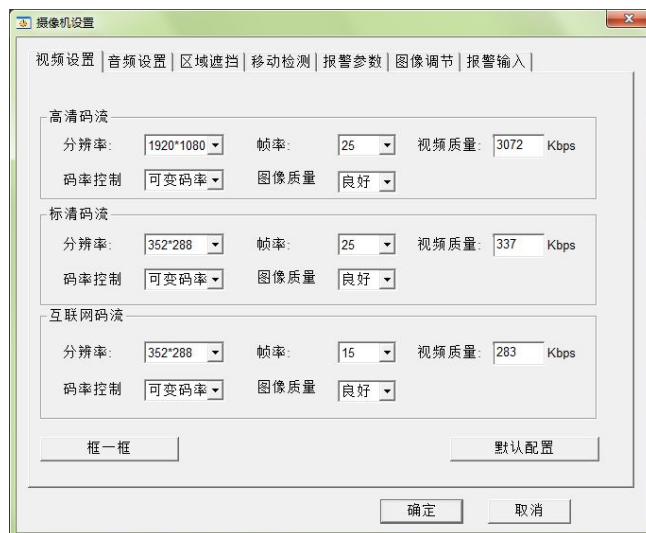 摄像机设置
视频设置 音频设置 区域遮挡 移动检测 报警参数 图像调节 报警输入
高清码流
分辨率: 1920*1080 帧率: 25 视频质量: 3072 Kbps
码率控制 可变码率 图像质量 良好
标清码流
分辨率: 352*288 帧率: 25 视频质量: 337 Kbps
码率控制 可变码率 图像质量 良好
互联网码流
分辨率: 352*288 帧率: 15 视频质量: 283 Kbps
码率控制 可变码率 图像质量 良好
框一框 默认配置
确定 取消